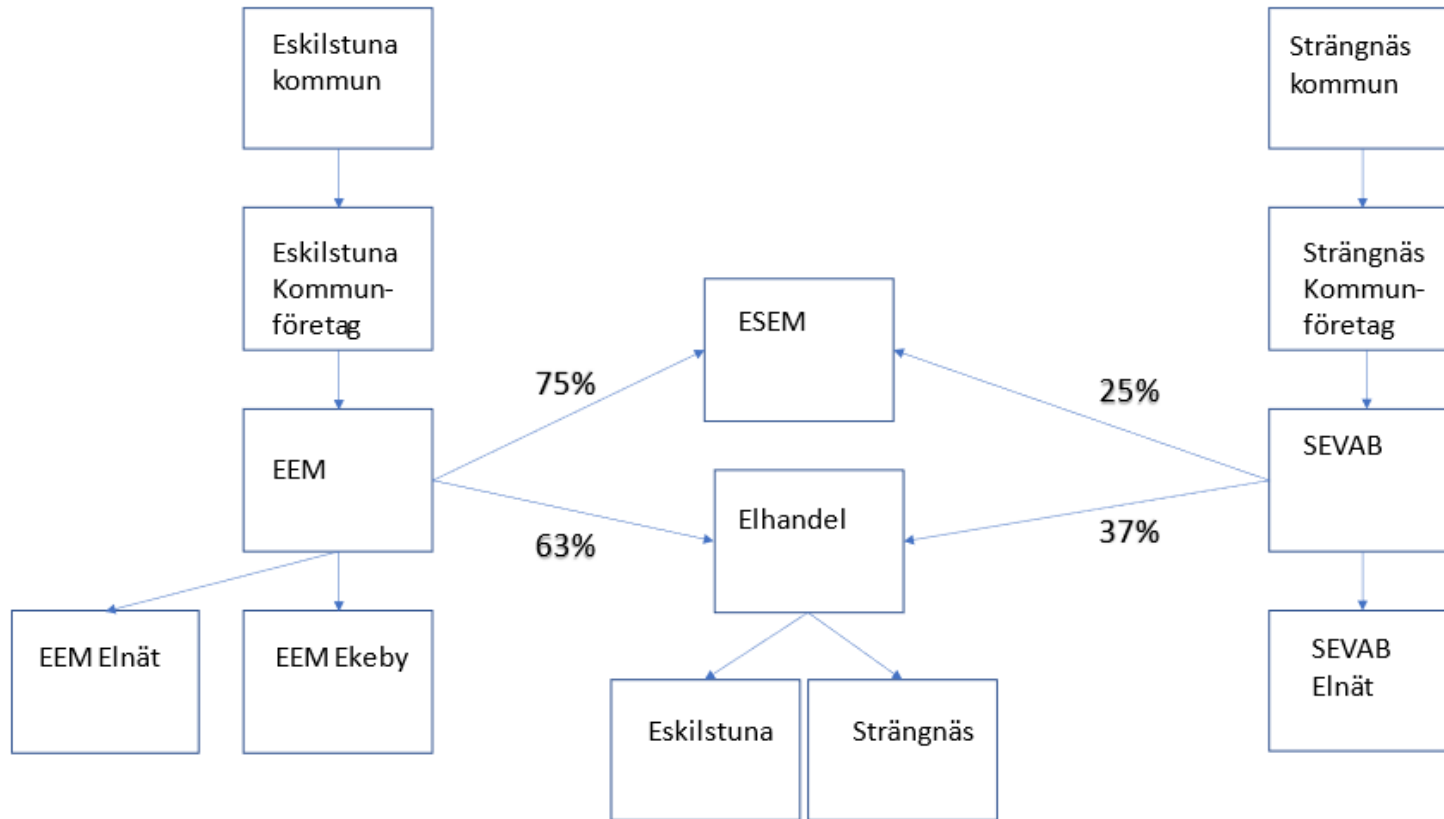 Eskilstuna
kommun
Strängnäs
kommun
Eskilstuna
Kommun-
företag
Strängnäs
Kommun-
företag
ESEM
75%
25%
EEM
SEVAB
Elhandel
63%
37%
EEM Elnät
EEM Ekeby
SEVAB
Elnät
Eskilstuna
Strängnäs